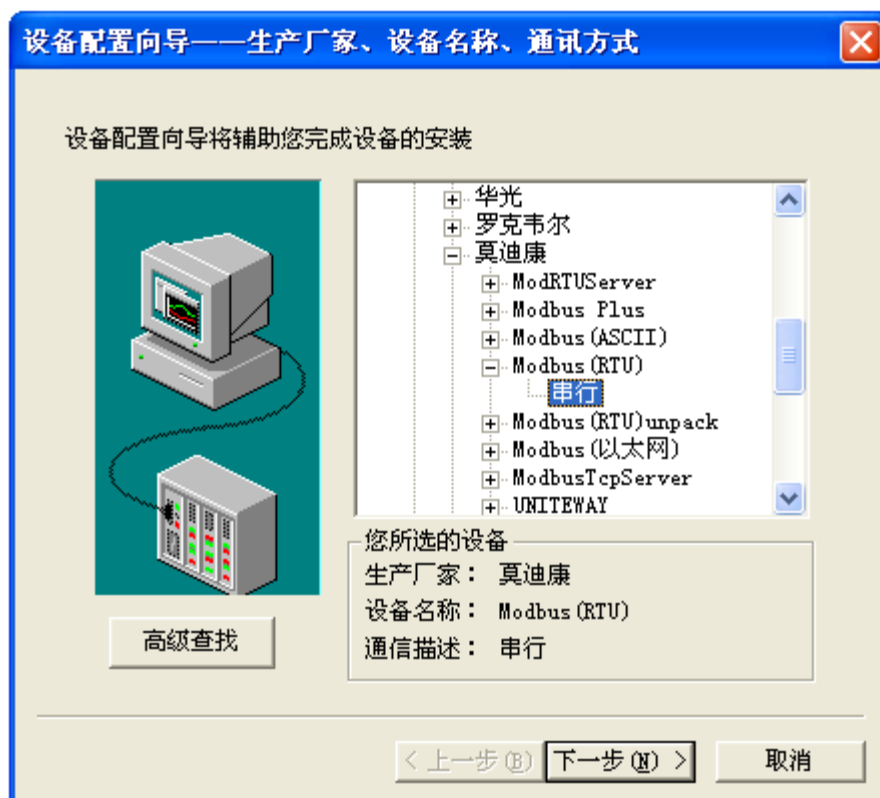 设备配置向导——生产厂家、设备名称、通讯方式
设备配置向导将辅助您完成设备的安装
华光
罗克韦尔
莫迪康
ModRTUServer
Modbus Plus
Modbus(ASCII)
Modbus(RTU)
串行
Modbus(RTU)unpack
Modbus(以太网)
ModbusTcpServer
UNITEWAY
您所选的设备
生产厂家： 莫迪康
设备名称： Modbus(RTU)
通信描述： 串行
高级查找
< 上一步(B) 下一步(N) > 取消